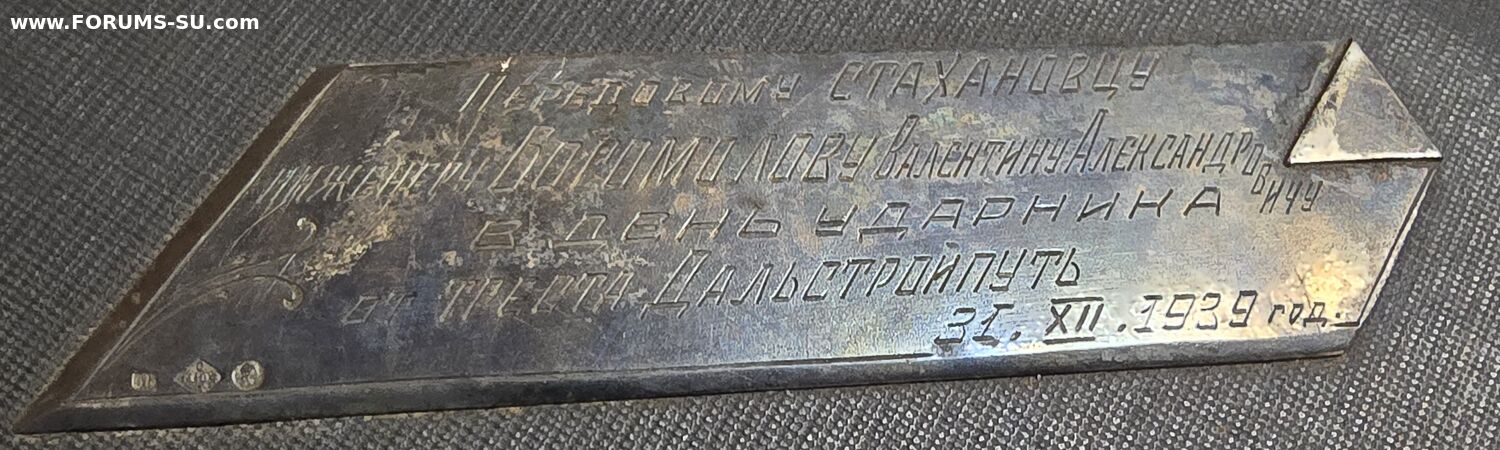 www.FORUMS-SU.com
Передовому стахановцу
инженеру Богомолову Валентину Александровичу
в день ударника
от треста Дальстройпуть
31.XII.1939 год.